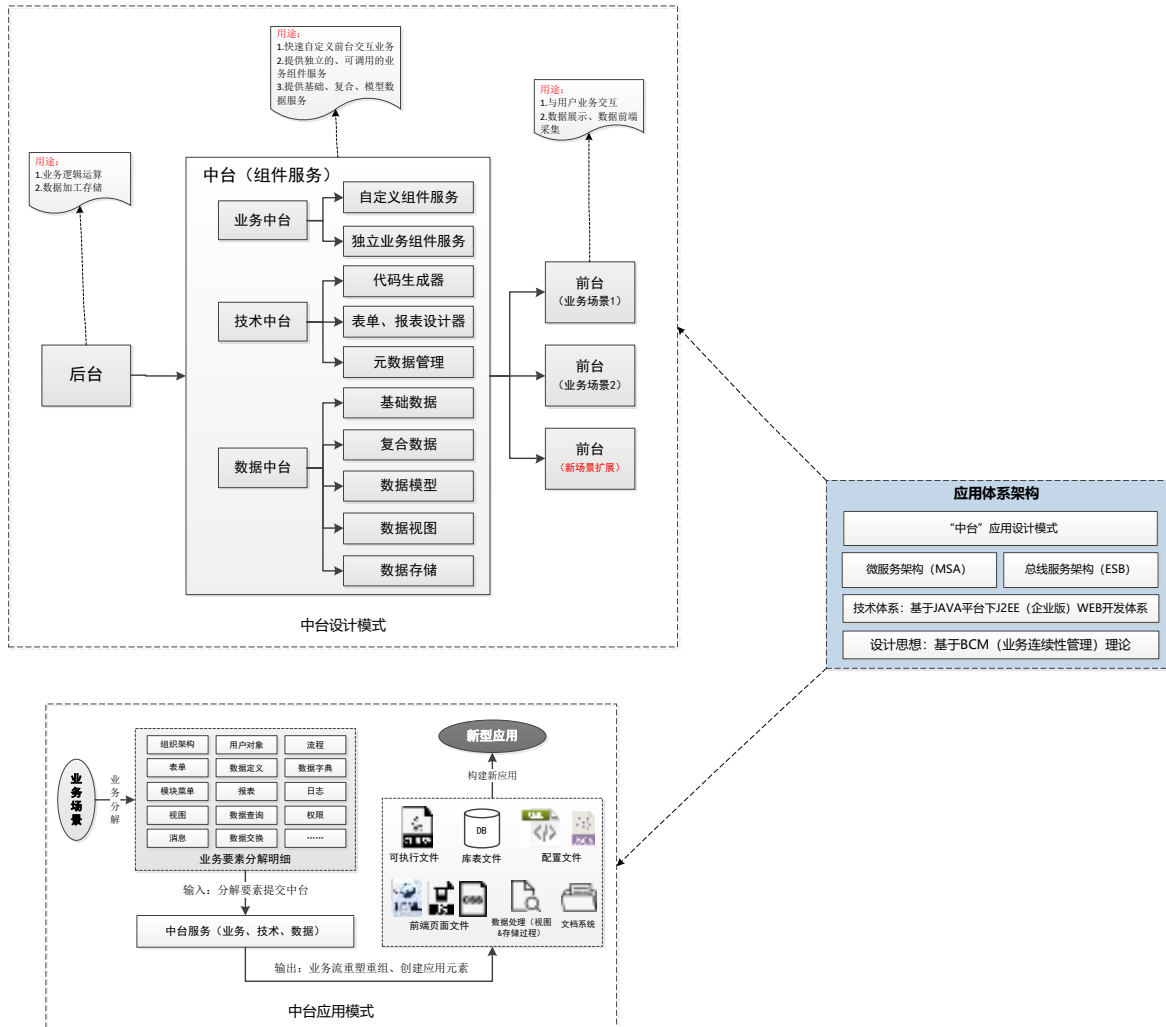 用途:
1.快速自定义前台交互业务
2.提供独立的、可调用的业
务组件服务
3.提供基础、复合、模型数
据服务
用途:
1.与用户业务交互
2.数据展示、数据前端
采集
用途:
1.业务逻辑运算
2.数据加工存储
后台
中台（组件服务）
业务中台
自定义组件服务
独立业务组件服务
技术中台
代码生成器
表单、报表设计器
元数据管理
数据中台
基础数据
复合数据
数据模型
数据视图
数据存储
前台
（业务场景1）
前台
（业务场景2）
前台
（新场景扩展）
中台设计模式
应用体系架构
“中台”应用设计模式
微服务架构（MSA）
总线服务架构（ESB）
技术体系：基于JAVA平台下J2EE（企业版）WEB开发体系
设计思想：基于BCM（业务连续性管理）理论
业务场景
业务分解
组织架构
用户对象
流程
表单
数据定义
数据字典
模块菜单
报表
日志
视图
数据查询
权限
消息
数据交换
……
业务要素分解明细
输入：分解要素提交中台
中台服务（业务、技术、数据）
输出：业务流重塑重组、创建应用元素
新型应用
构建新应用
可执行文件
DB
库表文件
配置文件
CSS
前端页面文件
数据处理（视图
&存储过程）
文档系统
中台应用模式